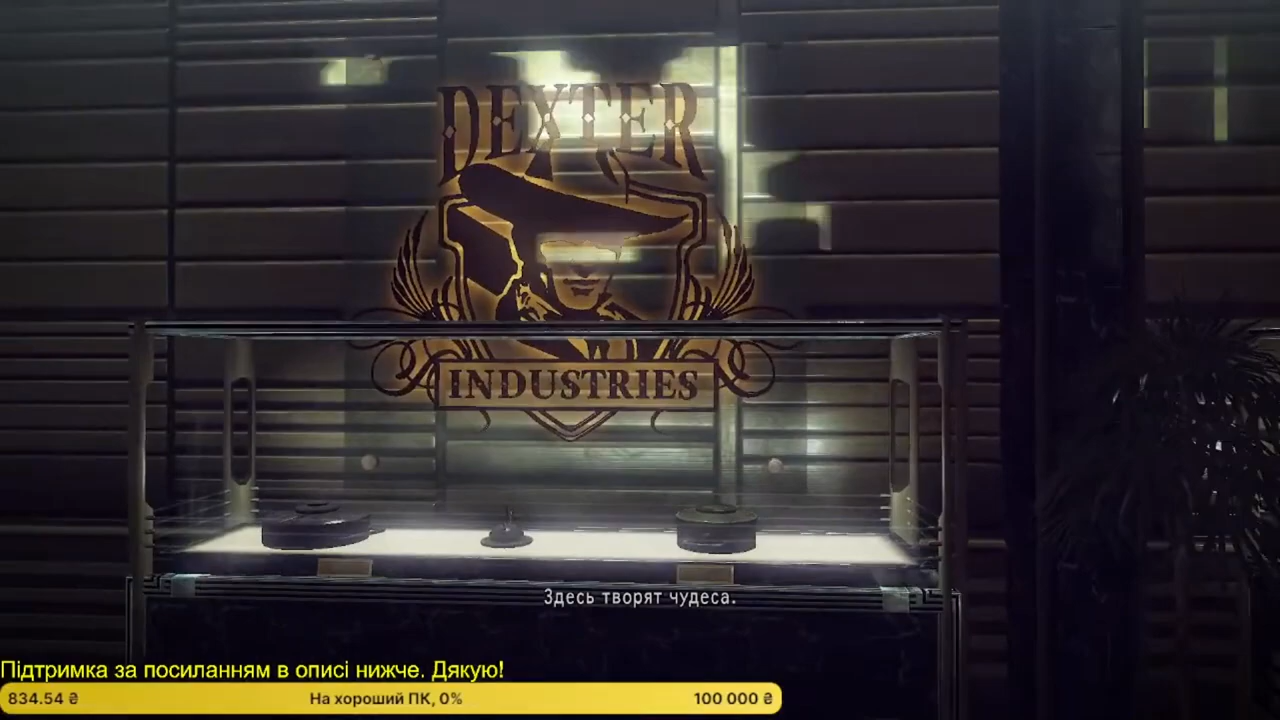 DEXTER
INDUSTRIES
Здесь творят чудеса.
Підтримка за посиланням в описі нижче. Дякую!
834.54 ₴ На хороший ПК, 0% 100 000 ₴